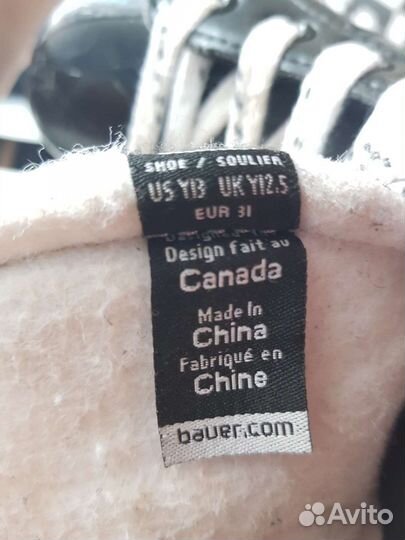 SHOE / SOULIER
US Y13 UK Y12.5
EUR 31
Design fait au
Canada
Made In
China
Fabriqué en
Chine
bauer.com
Avito